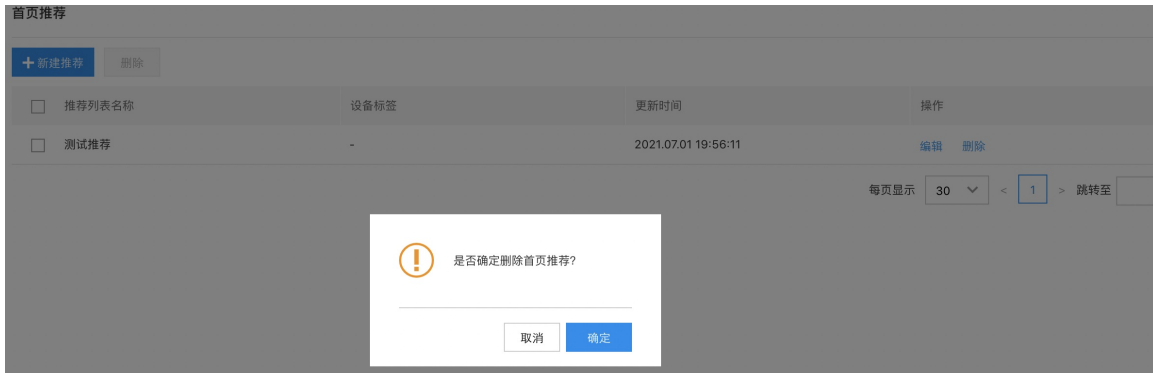 首页推荐
+新建推荐 删除
推荐列表名称 设备标签 更新时间 操作
测试推荐 - 2021.07.01 19:56:11 编辑 删除
每页显示 30 < 1 > 跳转至
是否确定删除首页推荐?
取消 确定